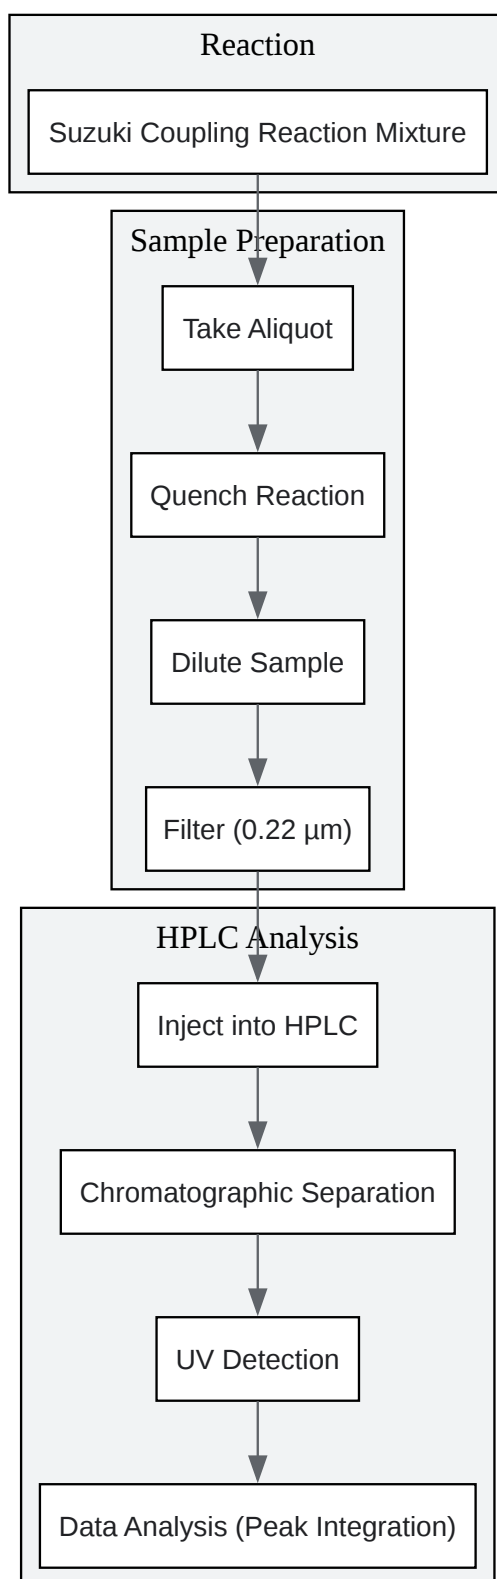 Reaction
Suzuki Coupling Reaction Mixture
Sample Preparation
Take Aliquot
Quench Reaction
Dilute Sample
Filter (0.22 µm)
HPLC Analysis
Inject into HPLC
Chromatographic Separation
UV Detection
Data Analysis (Peak Integration)